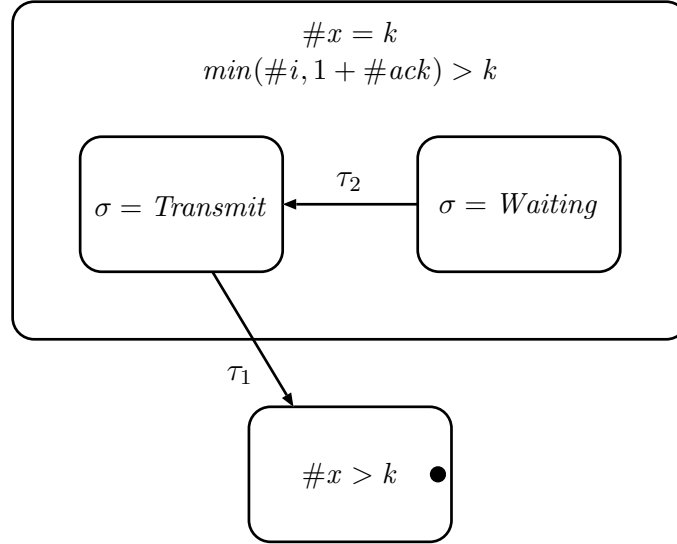 #x = k
min(#i, 1 + #ack) > k
τ₂
σ = Transmit
σ = Waiting
τ₁
#x > k